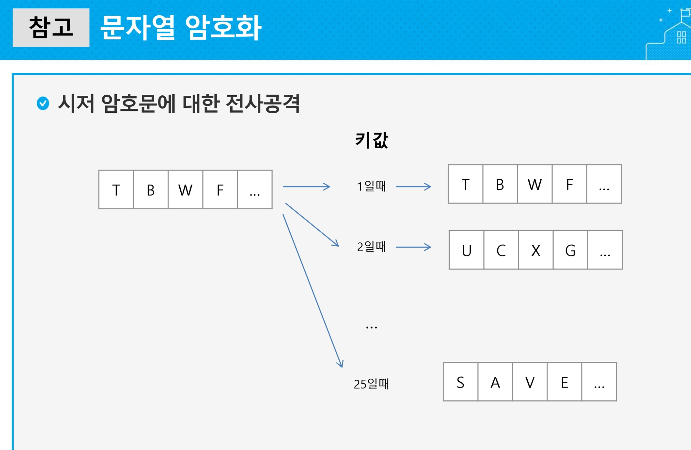 참고 문자열 암호화
시저 암호문에 대한 전사공격
키값
T B W F ...
1일때
T B W F ...
2일때
U C X G ...
...
25일때
S A V E ...